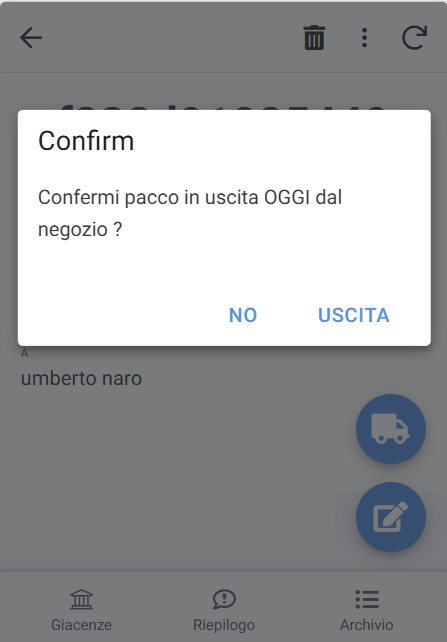 Confirm
Confermi pacco in uscita OGGI dal
negozio ?
NO USCITA
A
umberto naro
Giacenze Riepilogo Archivio